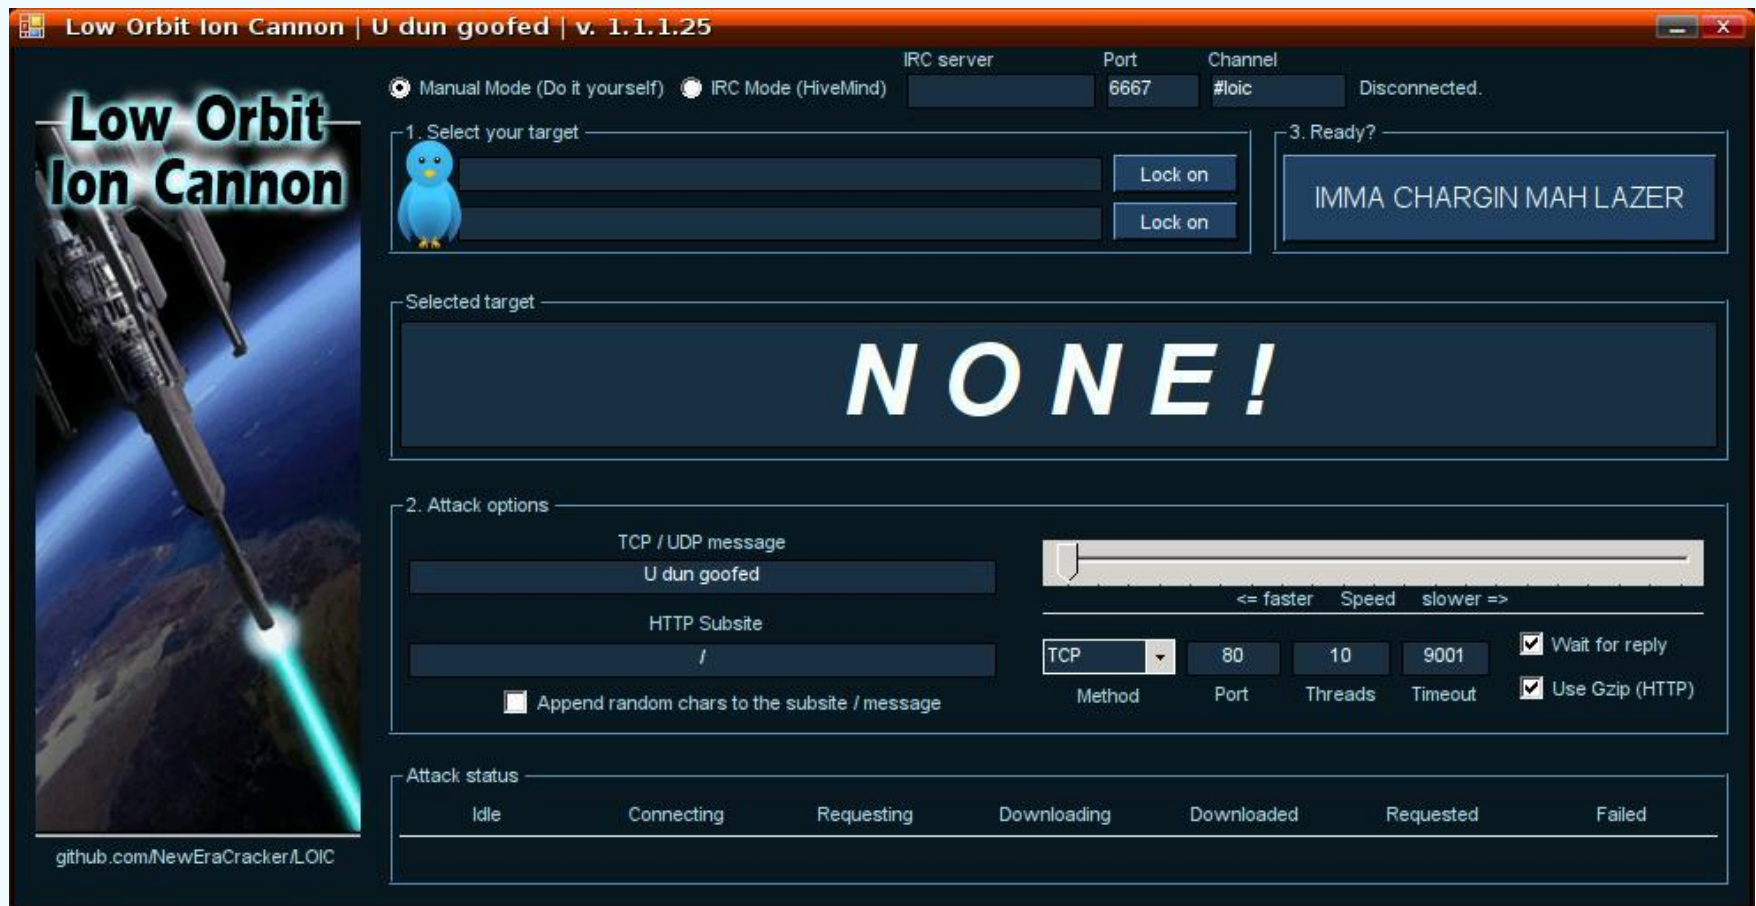 Low Orbit Ion Cannon | U dun goofed | v. 1.1.1.25
Low Orbit
Ion Cannon
IRC server Port Channel
Manual Mode (Do it yourself) IRC Mode (HiveMind) 6667 #loic Disconnected.
1. Select your target
Lock on
Lock on
3. Ready?
IMMA CHARGIN MAH LAZER
Selected target
N O N E !
2. Attack options
TCP / UDP message
U dun goofed
HTTP Subsite
/
Append random chars to the subsite / message
<= faster Speed slower =>
TCP 80 10 9001 Wait for reply
Method Port Threads Timeout Use Gzip (HTTP)
Attack status
Idle Connecting Requesting Downloading Downloaded Requested Failed
github.com/NewEraCracker/LOIC